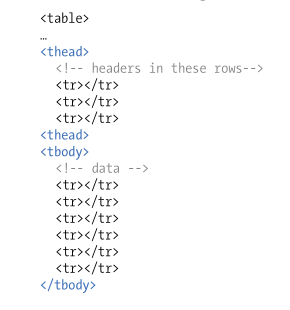 <table>
…
<thead>
<!-- headers in these rows-->
<tr></tr>
<tr></tr>
<tr></tr>
<thead>
<tbody>
<!-- data -->
<tr></tr>
<tr></tr>
<tr></tr>
<tr></tr>
<tr></tr>
<tr></tr>
</tbody>